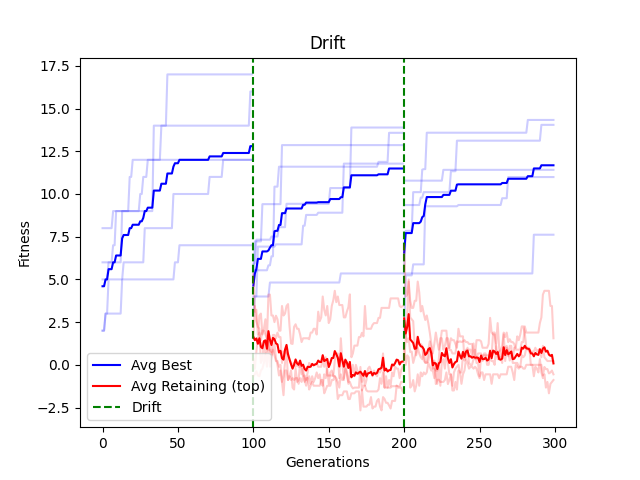 Drift
17.5
15.0
12.5
10.0
7.5
5.0
2.5
0.0
−2.5
Fitness
Avg Best
Avg Retaining (top)
Drift
0 50 100 150 200 250 300
Generations